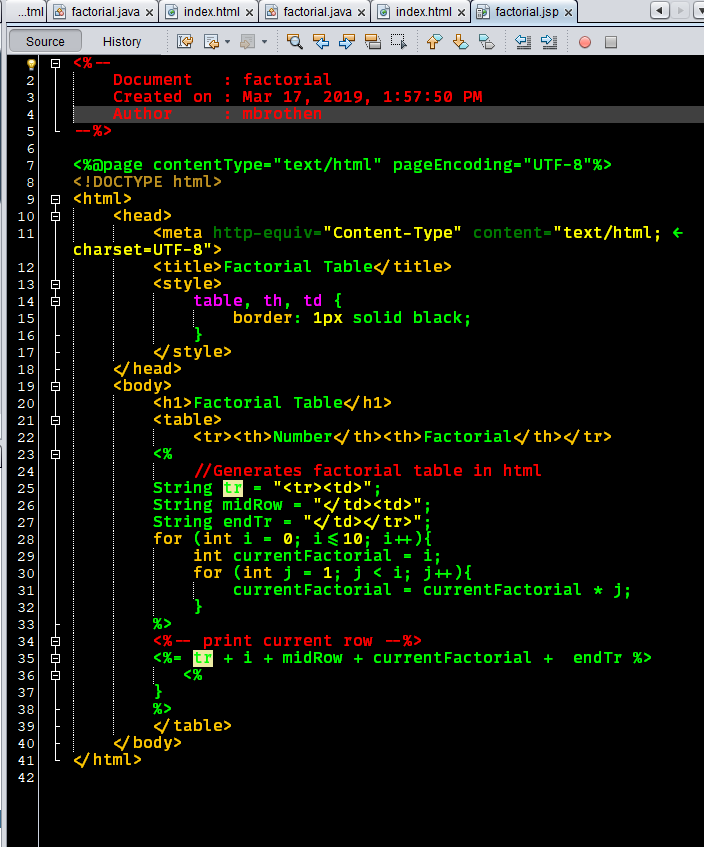 ...tml factorial.java index.html factorial.java index.html factorial.jsp
Source History
<%--
2 Document : factorial
3 Created on : Mar 17, 2019, 1:57:50 PM
4 Author : mbrothen
5 --%>
6
7 <%@page contentType="text/html" pageEncoding="UTF-8"%>
8 <!DOCTYPE html>
9 <html>
10 <head>
11 <meta http-equiv="Content-Type" content="text/html; ←
charset=UTF-8">
12 <title>Factorial Table</title>
13 <style>
14 table, th, td {
15 border: 1px solid black;
16 }
17 </style>
18 </head>
19 <body>
20 <h1>Factorial Table</h1>
21 <table>
22 <tr><th>Number</th><th>Factorial</th></tr>
23 <%
24 //Generates factorial table in html
25 String tr = "<tr><td>";
26 String midRow = "</td><td>";
27 String endTr = "</td></tr>";
28 for (int i = 0; i<=10; i++){
29 int currentFactorial = i;
30 for (int j = 1; j < i; j++){
31 currentFactorial = currentFactorial * j;
32 }
33 %>
34 <%-- print current row --%>
35 <%= tr + i + midRow + currentFactorial + endTr %>
36 <%
37 }
38 %>
39 </table>
40 </body>
41 </html>
42